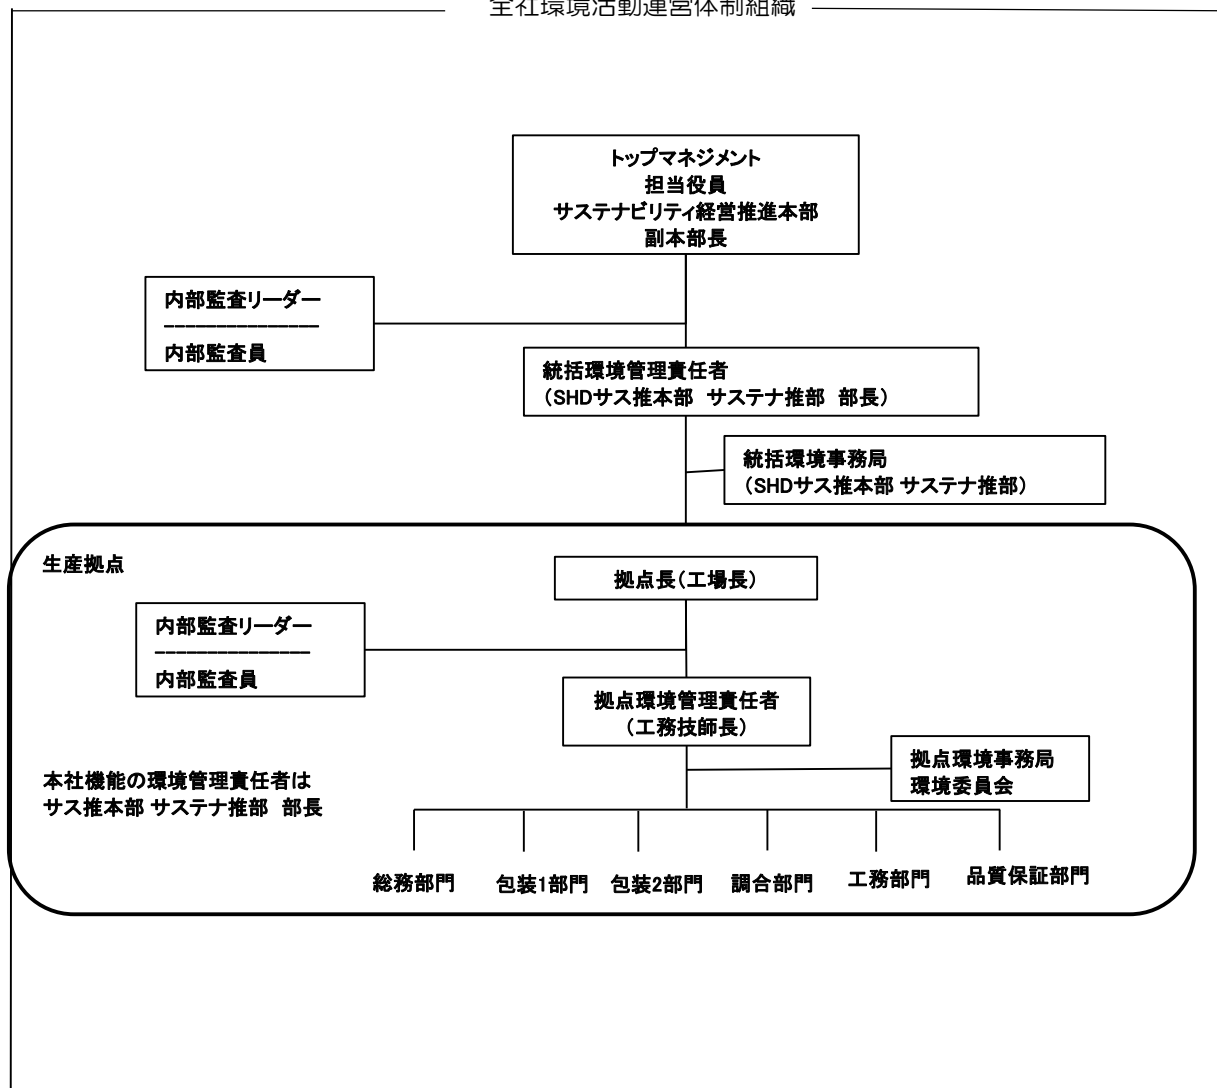 全社環境活動運営体制組織
トップマネジメント
担当役員
サステナビリティ経営推進本部
副本部長
内部監査リーダー
---------------
内部監査員
統括環境管理責任者
（SHDサス推本部 サステナ推部 部長）
統括環境事務局
（SHDサス推本部 サステナ推部）
生産拠点
拠点長（工場長）
内部監査リーダー
---------------
内部監査員
拠点環境管理責任者
（工務技師長）
拠点環境事務局
環境委員会
本社機能の環境管理責任者は
サス推本部 サステナ推部 部長
総務部門 包装1部門 包装2部門 調合部門 工務部門 品質保証部門